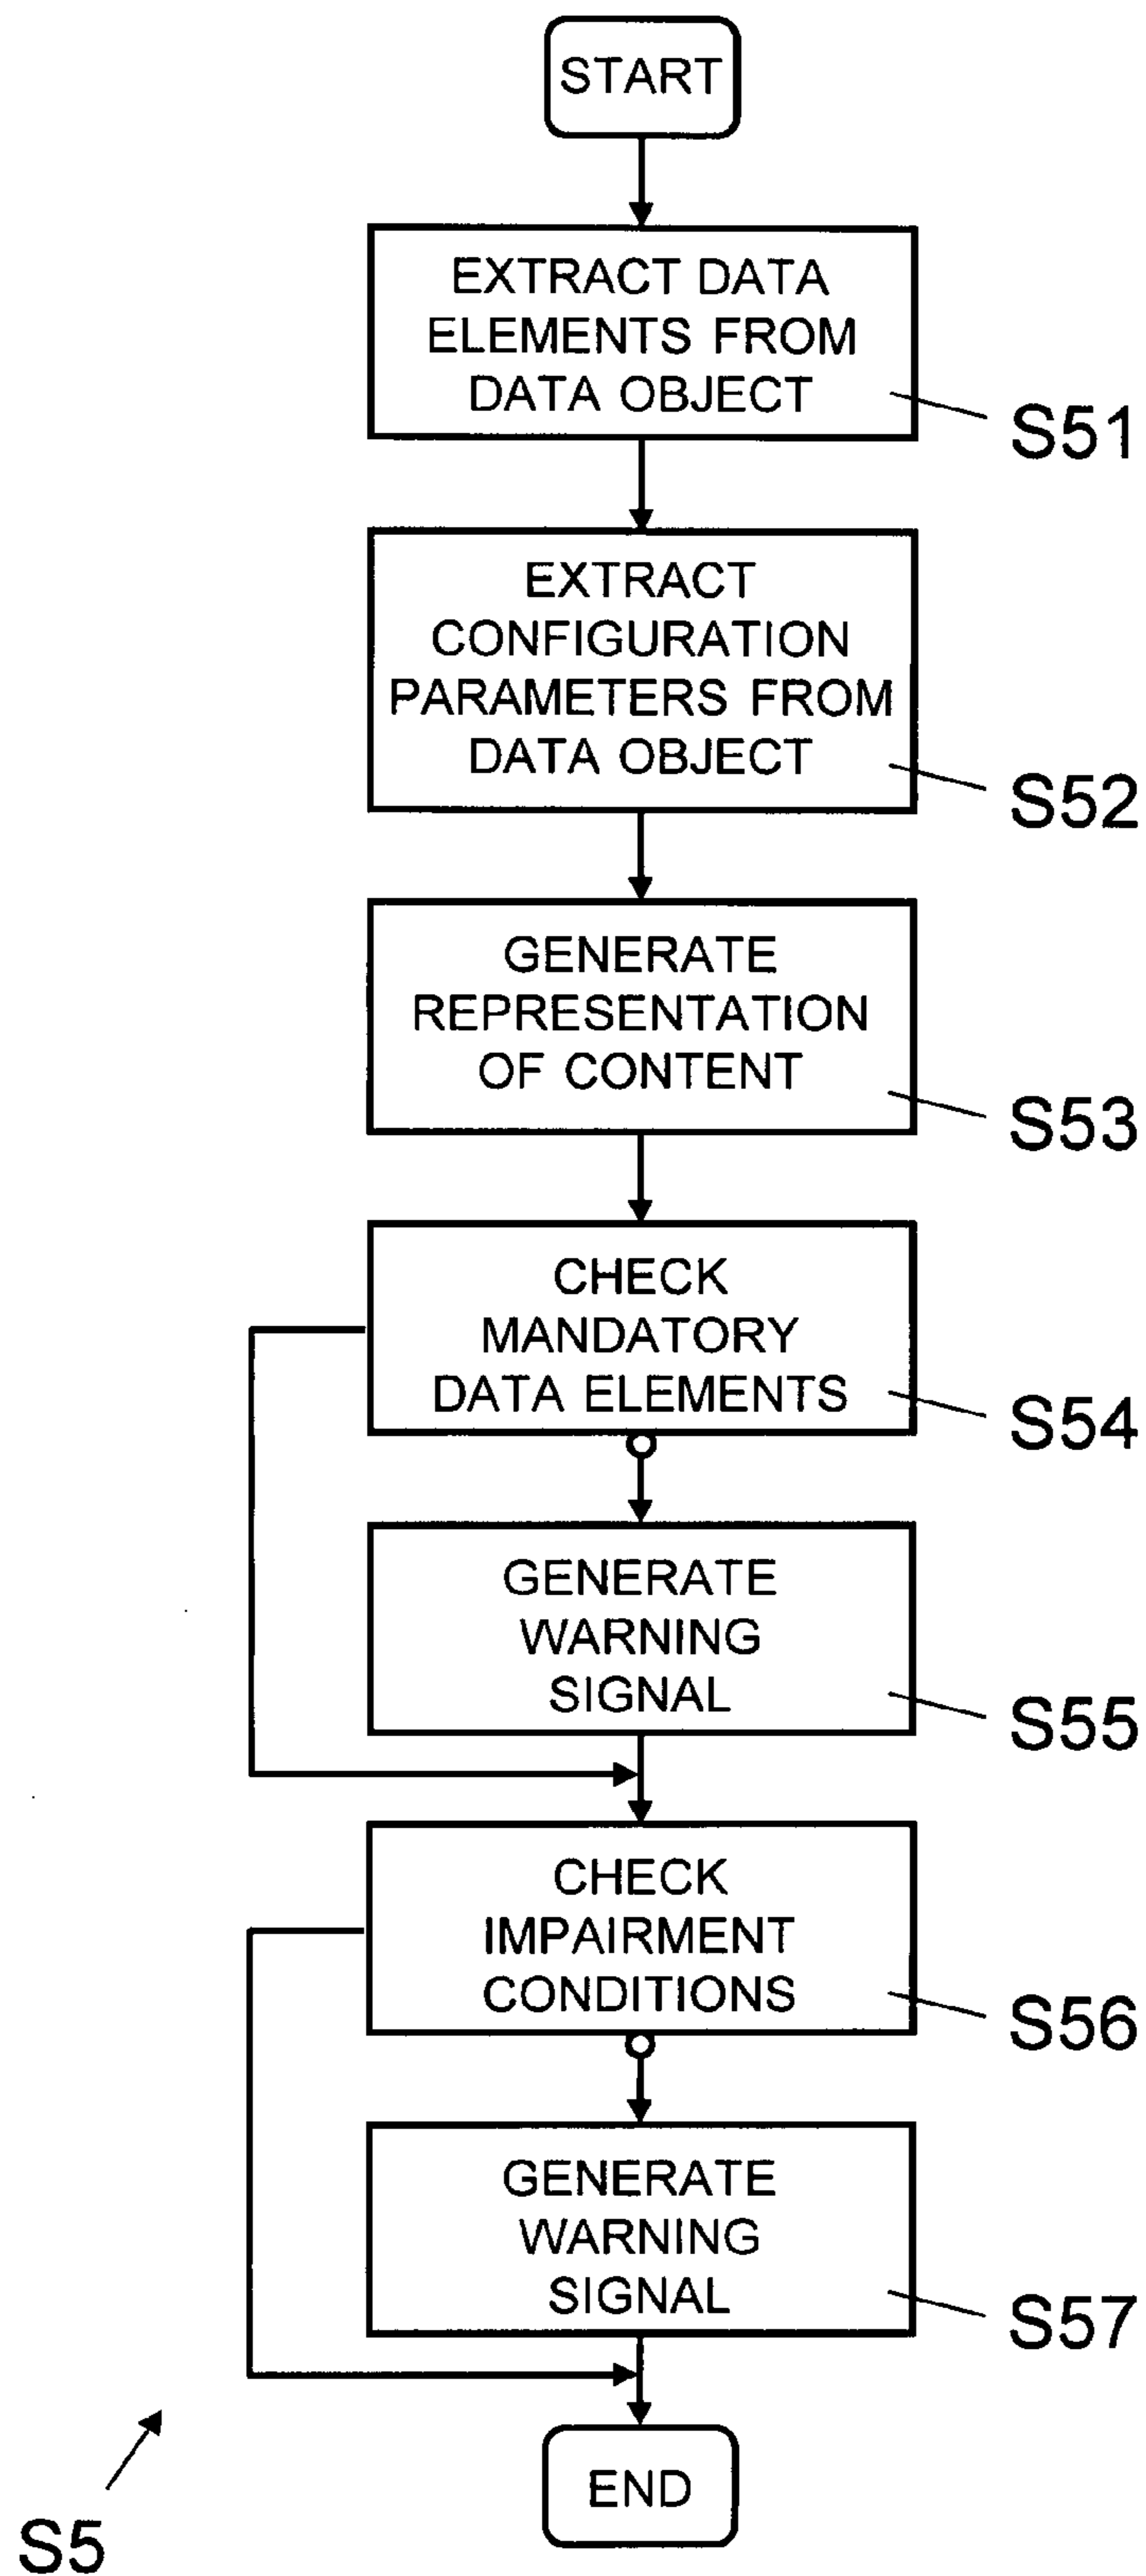 START
EXTRACT DATA
ELEMENTS FROM
DATA OBJECT
S51
EXTRACT
CONFIGURATION
PARAMETERS FROM
DATA OBJECT
S52
GENERATE
REPRESENTATION
OF CONTENT
S53
CHECK
MANDATORY
DATA ELEMENTS
S54
GENERATE
WARNING
SIGNAL
S55
CHECK
IMPAIRMENT
CONDITIONS
S56
GENERATE
WARNING
SIGNAL
S57
END
S5